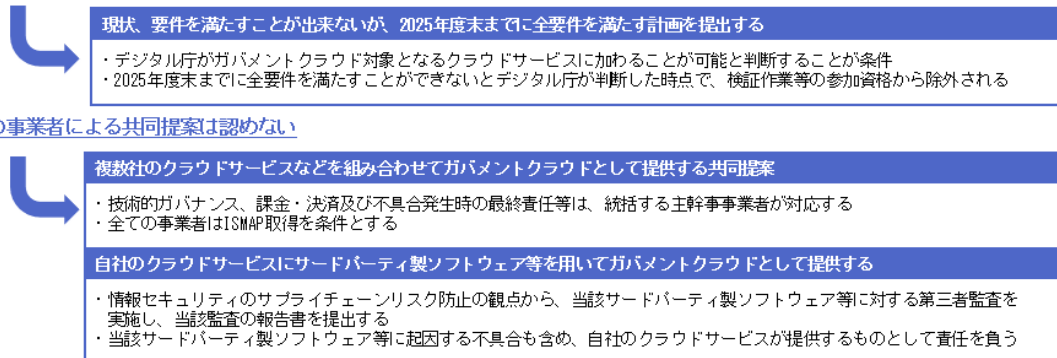 現状、要件を満たすことが出来ないが、2025年度末までに全要件を満たす計画を提出する
・デジタル庁がガバメントクラウド対象となるクラウドサービスに加わることが可能と判断することが条件
・2025年度末までに全要件を満たすことができないとデジタル庁が判断した時点で、検証作業等の参加資格から除外される
の事業者による共同提案は認めない
複数社のクラウドサービスなどを組み合わせてガバメントクラウドとして提供する共同提案
・技術的ガバナンス、課金・決済及び不具合発生時の最終責任等は、統括する主幹事事業者が対応する
・全ての事業者はISMAP取得を条件とする
自社のクラウドサービスにサードパーティ製ソフトウェア等を用いてガバメントクラウドとして提供する
・情報セキュリティのサプライチェーンリスク防止の観点から、当該サードパーティ製ソフトウェア等に対する第三者監査を
実施し、当該監査の報告書を提出する
・当該サードパーティ製ソフトウェア等に起因する不具合も含め、自社のクラウドサービスが提供するものとして責任を負う